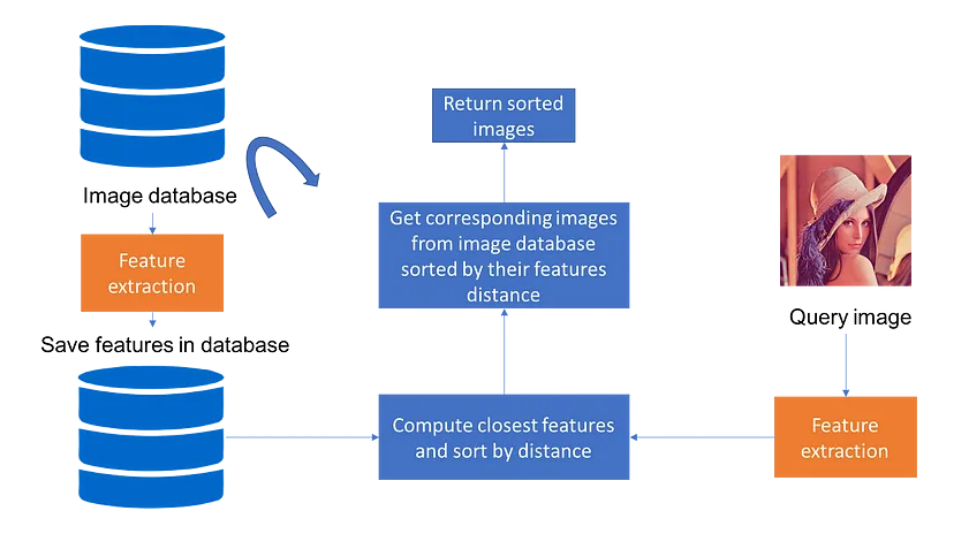 Image database
Feature
extraction
Save features in database
Return sorted
images
Get corresponding images
from image database
sorted by their features
distance
Compute closest features
and sort by distance
Query image
Feature
extraction